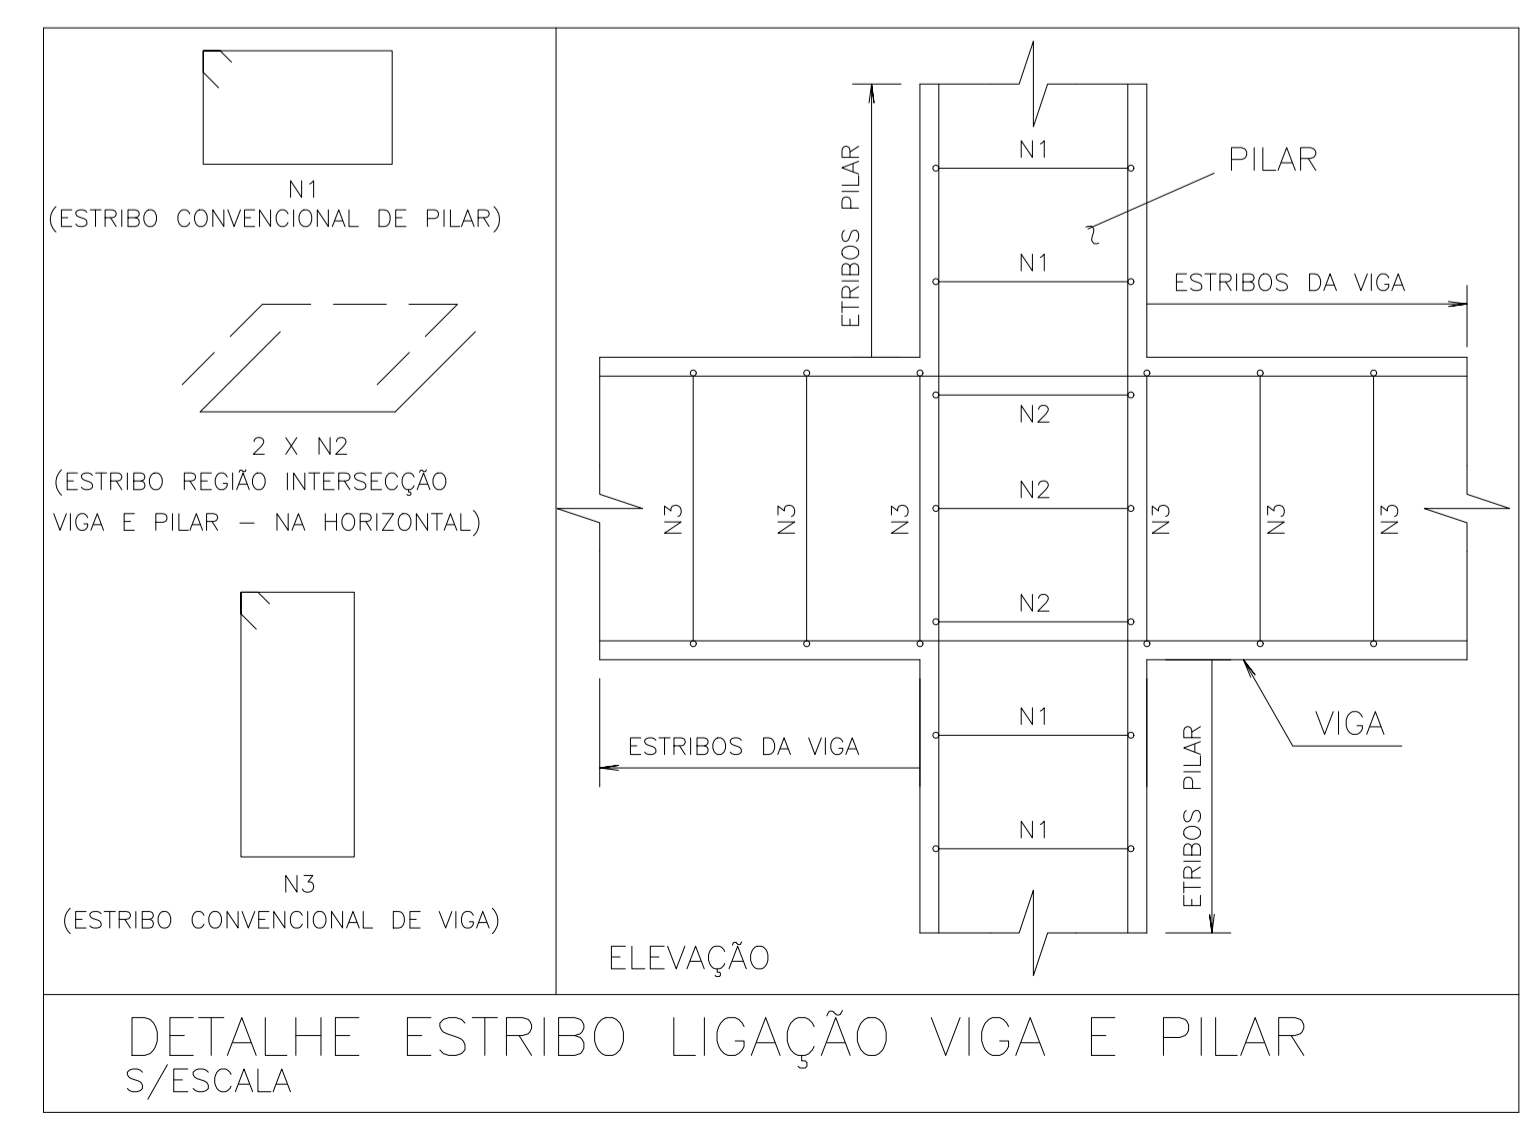 N1
(ESTRIBO CONVENCIONAL DE PILAR)
2 X N2
(ESTRIBO REGIÃO INTERSECÇÃO
VIGA E PILAR – NA HORIZONTAL)
N3
(ESTRIBO CONVENCIONAL DE VIGA)
N1
PILAR
ETRIBOS PILAR
N1
ESTRIBOS DA VIGA
N2
N2
N3
N3
N3
N3
N3
N3
N2
N1
VIGA
ESTRIBOS DA VIGA
ETRIBOS PILAR
N1
ELEVAÇÃO
DETALHE ESTRIBO LIGAÇÃO VIGA E PILAR
S/ESCALA